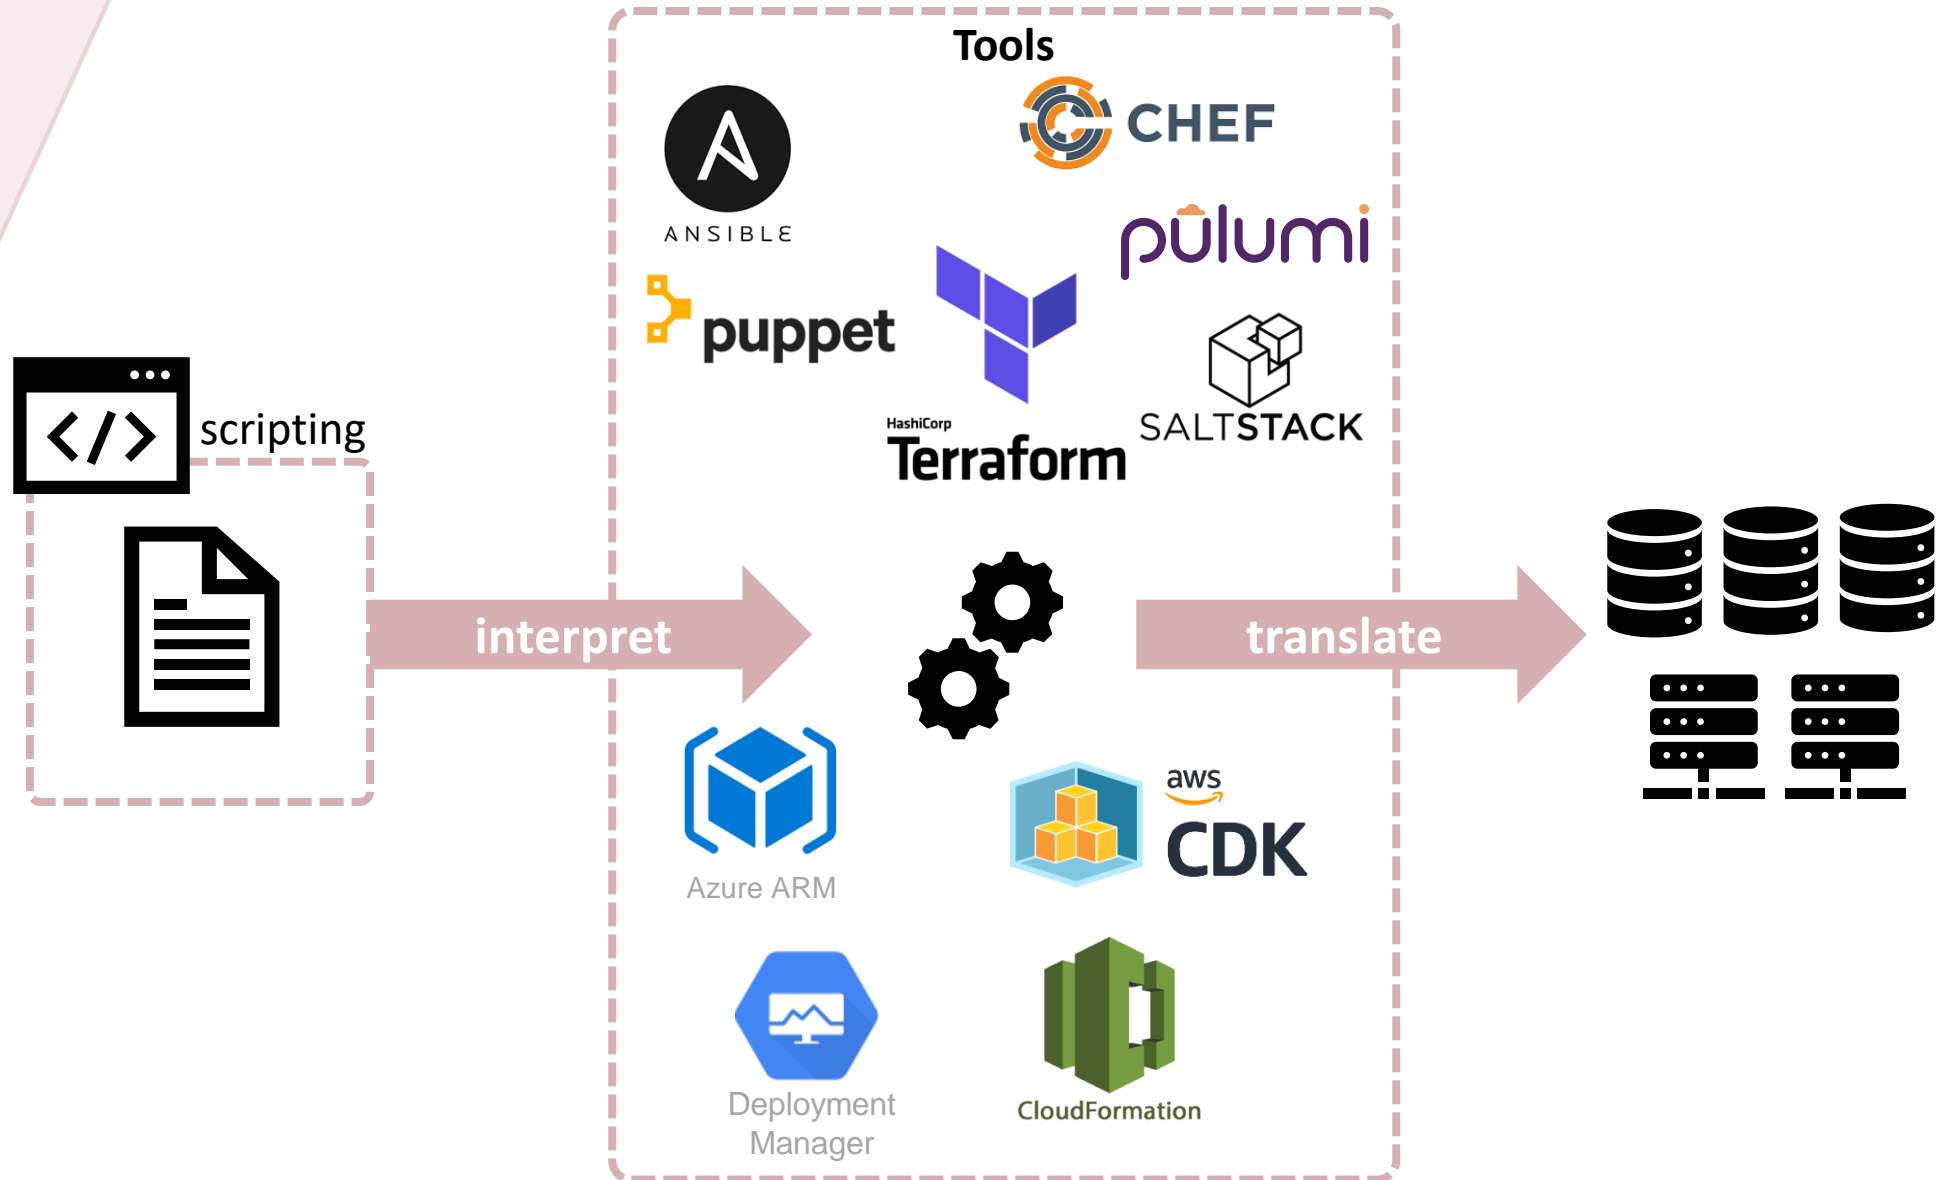 Tools
CHEF
ANSIBLE
pulumi
puppet
HashiCorp
Terraform
SALTSTACK
</>
scripting
interpret
translate
Azure ARM
aws
CDK
Deployment
Manager
CloudFormation